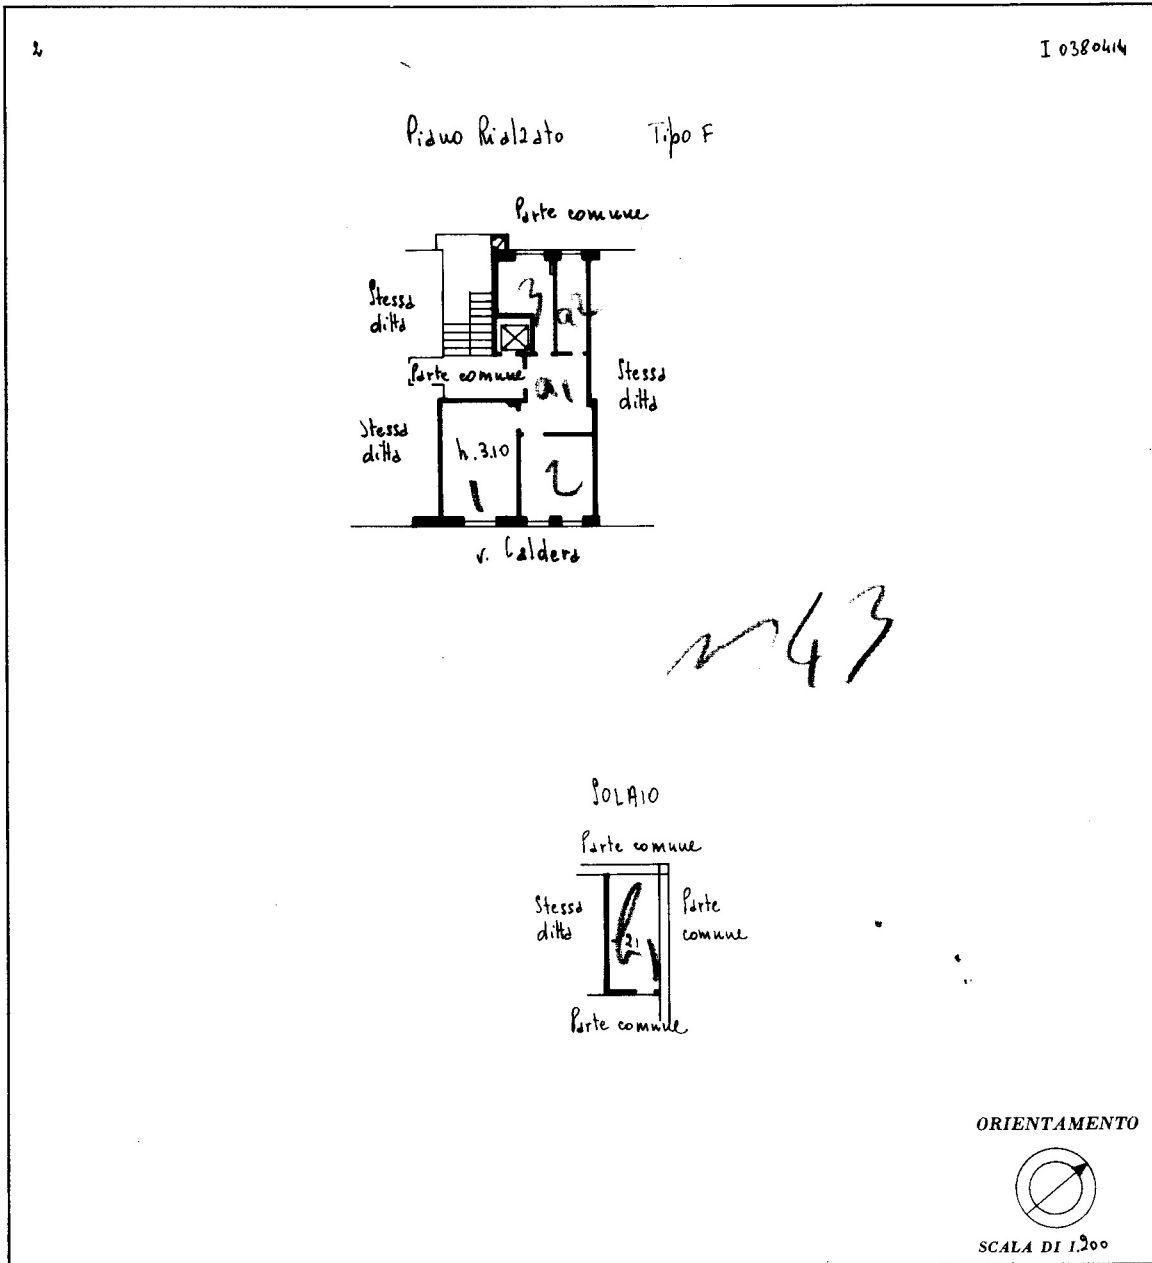 2
I 0380414
Piano Rialzato Tipo F
Parte comune
Stessa
ditta
3
a2
Parte comune
a1
Stessa
ditta
Stessa
ditta
h. 3.10
1
2
v. Caldera
n 43
SOLAIO
Parte comune
Stessa
ditta
21
Parte
comune
Parte comune
ORIENTAMENTO
SCALA DI 1.200